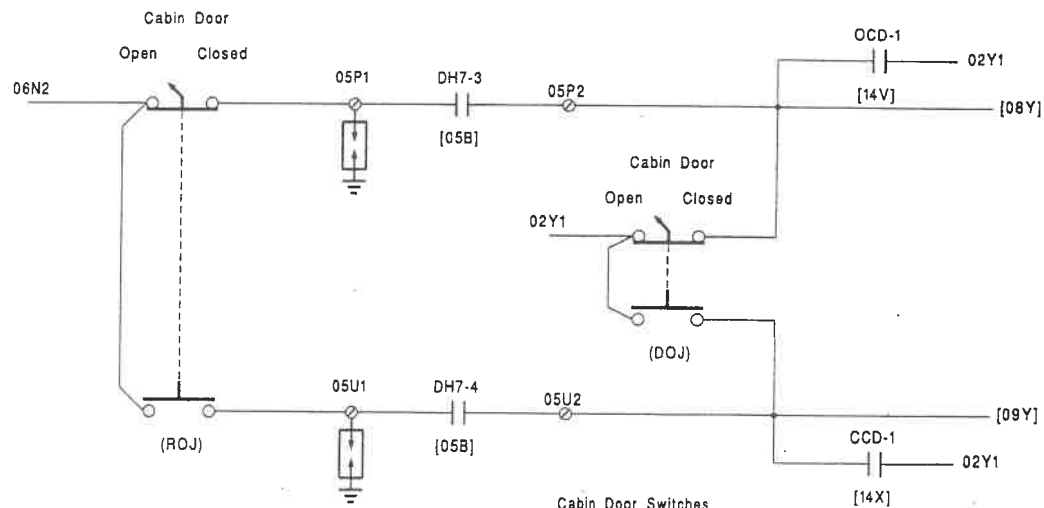 Cabin Door
Open Closed
OCD-1
02Y1
06N2
05P1
DH7-3
05P2
[14V]
[08Y]
[05B]
Cabin Door
Open Closed
02Y1
(DOJ)
05U1
DH7-4
05U2
[09Y]
(ROJ)
[05B]
CCD-1
02Y1
Cabin Door Switches
[14X]